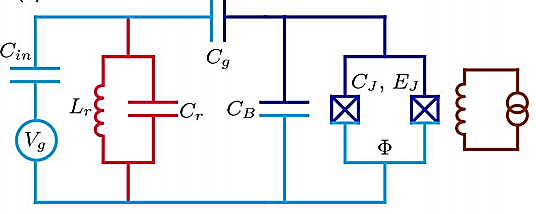 C_in
C_g
L_r
C_r
C_B
C_J, E_J
V_g
Φ